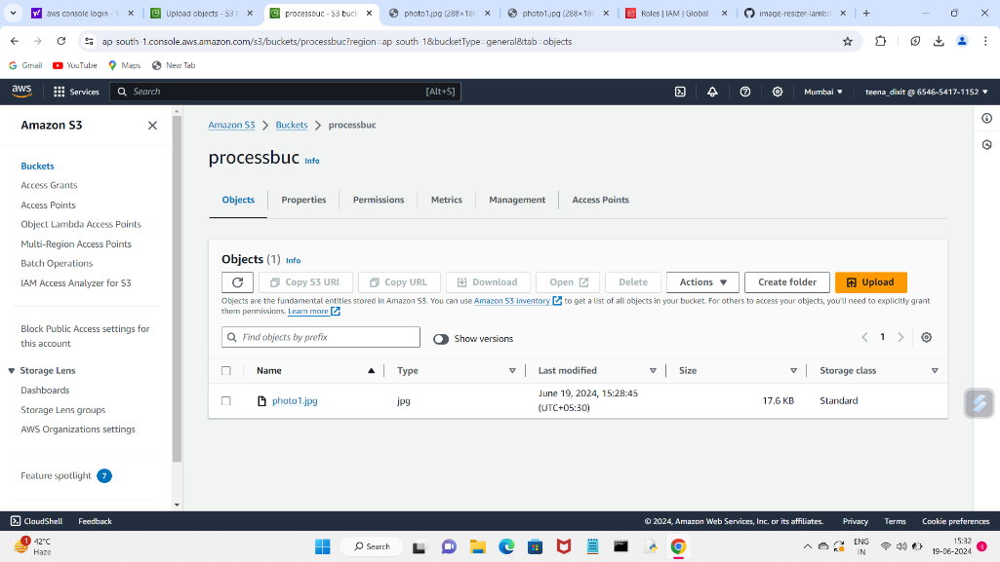 aws console login - Y
Upload objects - S3 b
processbuc - S3 buck
photo1.jpg (288×180
photo1.jpg (288×180
Roles | IAM | Global
image-resizer-lambd
ap-south-1.console.aws.amazon.com/s3/buckets/processbuc?region=ap-south-1&bucketType=general&tab=objects
Gmail YouTube Maps New Tab
aws Services Search [Alt+S] Mumbai teena_dixit @ 6546-5417-1152
Amazon S3
Buckets
Access Grants
Access Points
Object Lambda Access Points
Multi-Region Access Points
Batch Operations
IAM Access Analyzer for S3
Block Public Access settings for
this account
Storage Lens
Dashboards
Storage Lens groups
AWS Organizations settings
Feature spotlight 7
Amazon S3 Buckets processbuc
processbuc Info
Objects Properties Permissions Metrics Management Access Points
Objects (1) Info
Copy S3 URI Copy URL Download Open Delete Actions Create folder Upload
Objects are the fundamental entities stored in Amazon S3. You can use Amazon S3 inventory to get a list of all objects in your bucket. For others to access your objects, you'll need to explicitly grant
them permissions. Learn more
Find objects by prefix Show versions 1
Name Type Last modified Size Storage class
photo1.jpg jpg June 19, 2024, 15:28:45 17.6 KB Standard
(UTC+05:30)
CloudShell Feedback © 2024, Amazon Web Services, Inc. or its affiliates. Privacy Terms Cookie preferences
1 42°C
Haze
Search
ENG
IN
15:32
19-06-2024
3